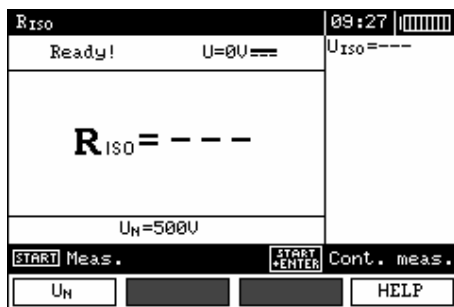 RISO 09:27
Ready! U=0V UISO=---
RISO=---
UN=500V
START Meas. START +ENTER Cont. meas.
UN HELP